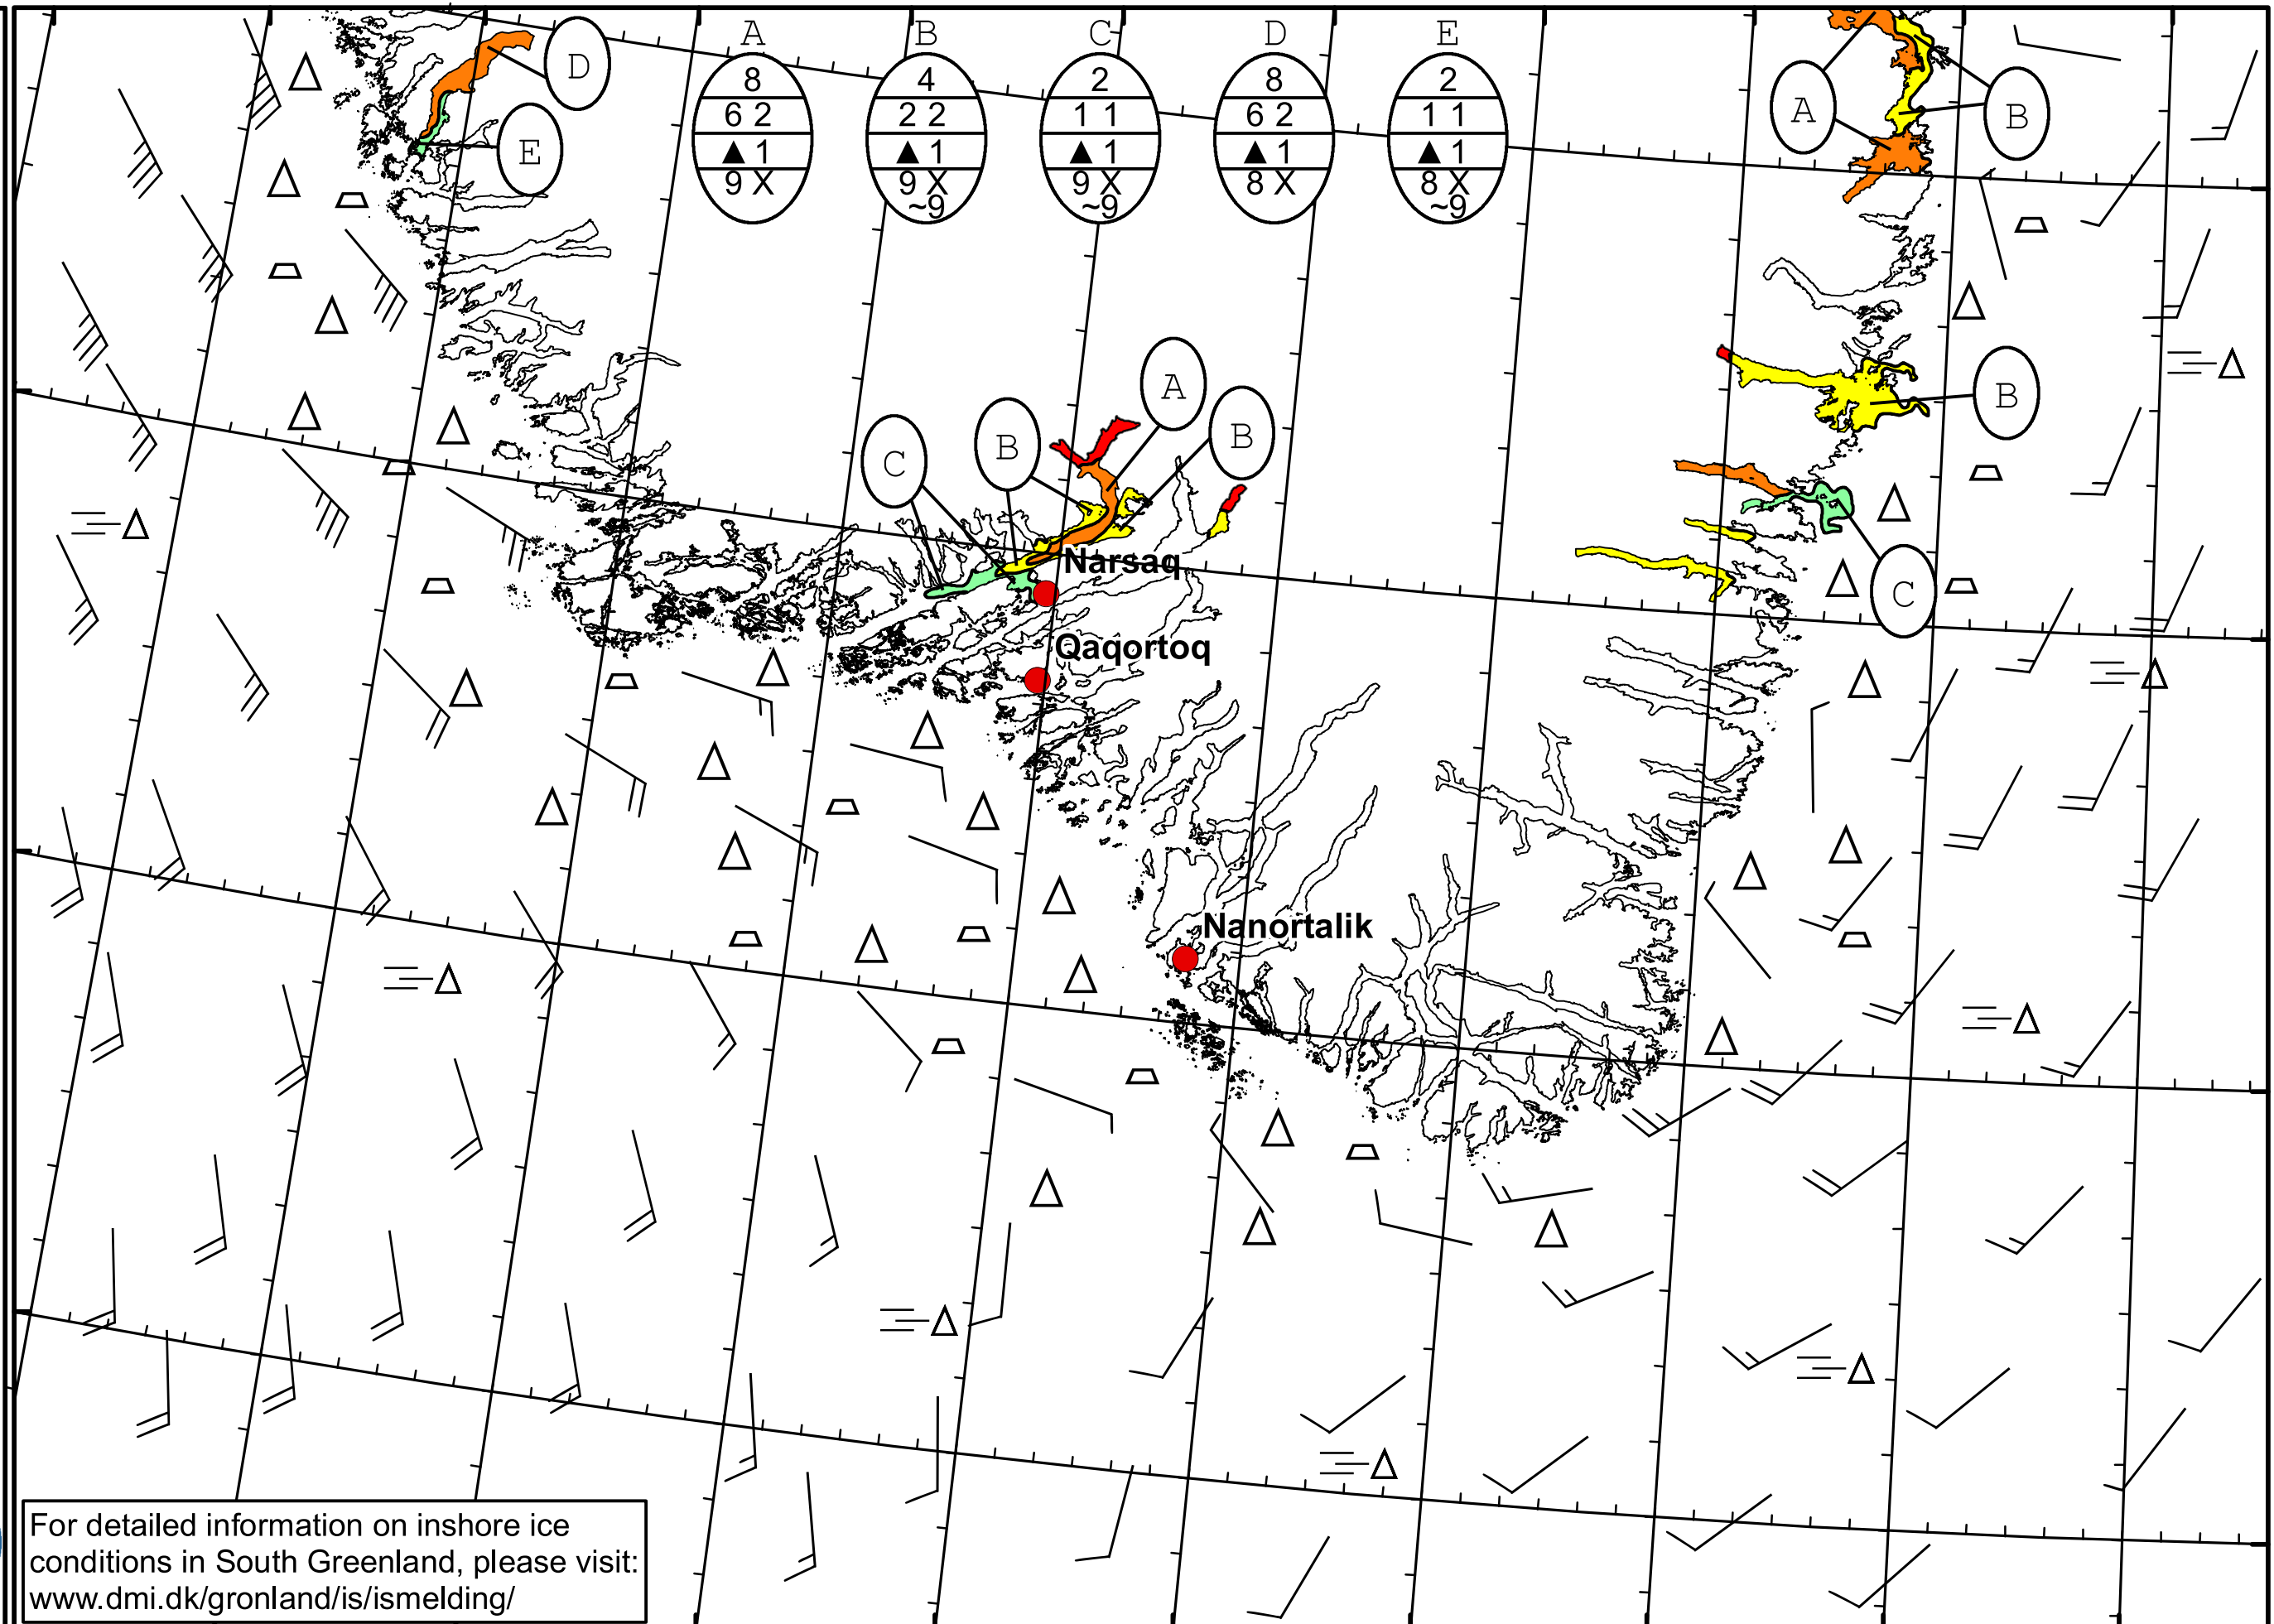 A B C D E
8 4 2 8 2
6 2 2 2 1 1 6 2 1 1
▲ 1 ▲ 1 ▲ 1 ▲ 1 ▲ 1
9 X 9 X 9 X 8 X 8 X
~9 ~9 ~9
D
E
A
B
A
B
B
C
B
C
Narsaq
Qaqortoq
Nanortalik
For detailed information on inshore ice
conditions in South Greenland, please visit:
www.dmi.dk/gronland/is/ismelding/